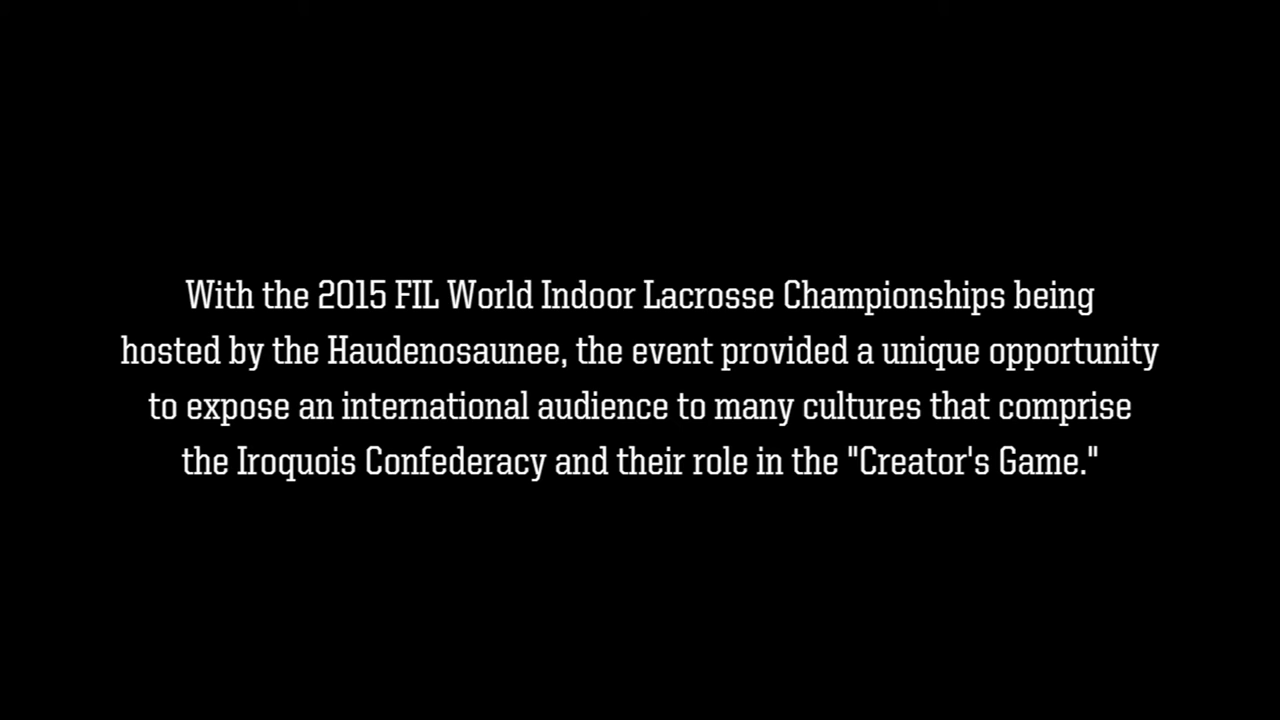 With the 2015 FIL World Indoor Lacrosse Championships being
hosted by the Haudenosaunee, the event provided a unique opportunity
to expose an international audience to many cultures that comprise
the Iroquois Confederacy and their role in the "Creator's Game."